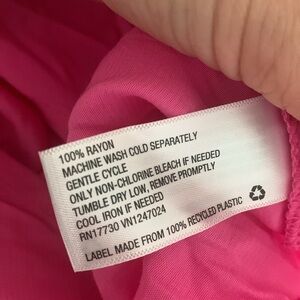 100% RAYON
MACHINE WASH COLD SEPARATELY
GENTLE CYCLE
ONLY NON-CHLORINE BLEACH IF NEEDED
TUMBLE DRY LOW, REMOVE PROMPTLY
COOL IRON IF NEEDED
RN17730 VN1247024
LABEL MADE FROM 100% RECYCLED PLASTIC